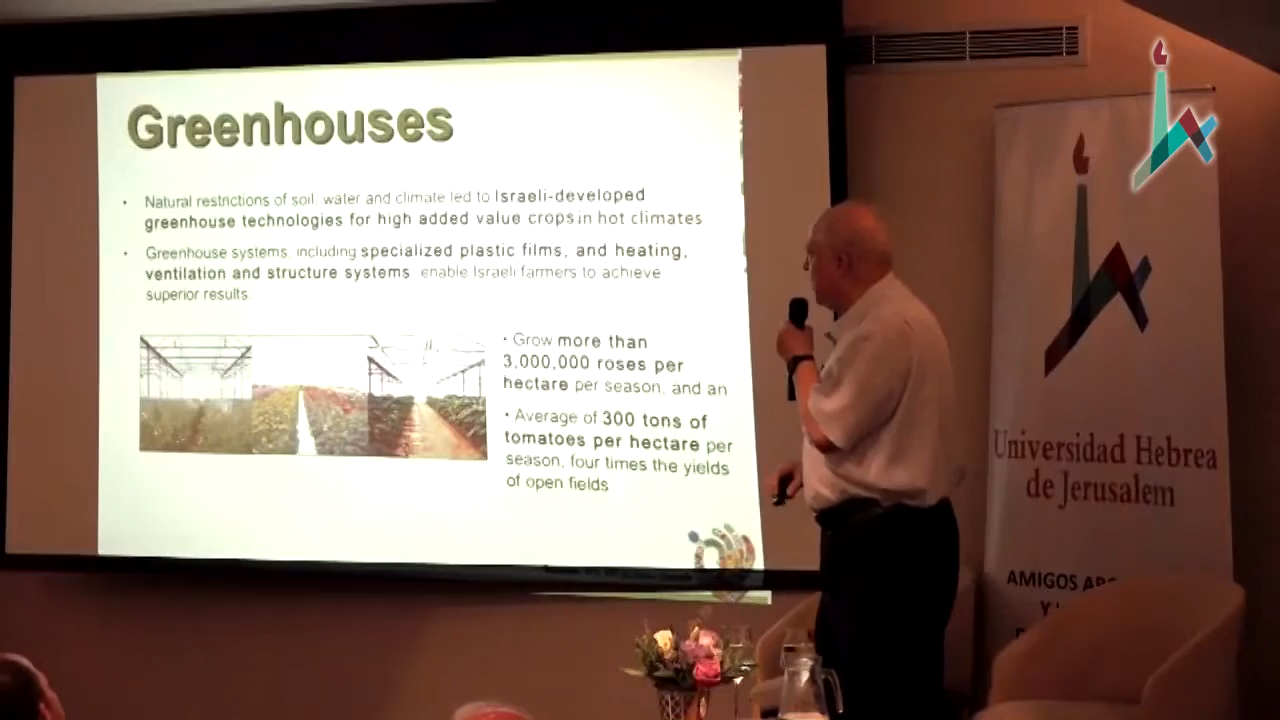 Greenhouses
• Natural restrictions of soil, water and climate led to Israeli-developed
greenhouse technologies for high added value crops in hot climates
• Greenhouse systems, including specialized plastic films, and heating,
ventilation and structure systems enable Israeli farmers to achieve
superior results
• Grow more than
3,000,000 roses per
hectare per season, and an
• Average of 300 tons of
tomatoes per hectare per
season, four times the yields
of open fields
Universidad Hebrea
de Jerusalem
AMIGOS
Y